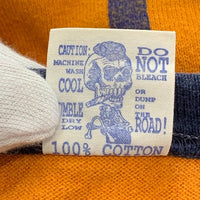 CAUTION:
MACHINE
WASH
COOL
TUMBLE
DRY
LOW
DO
NOT
BLEACH
OR
DUMP
ON THE
ROAD!
100% COTTON